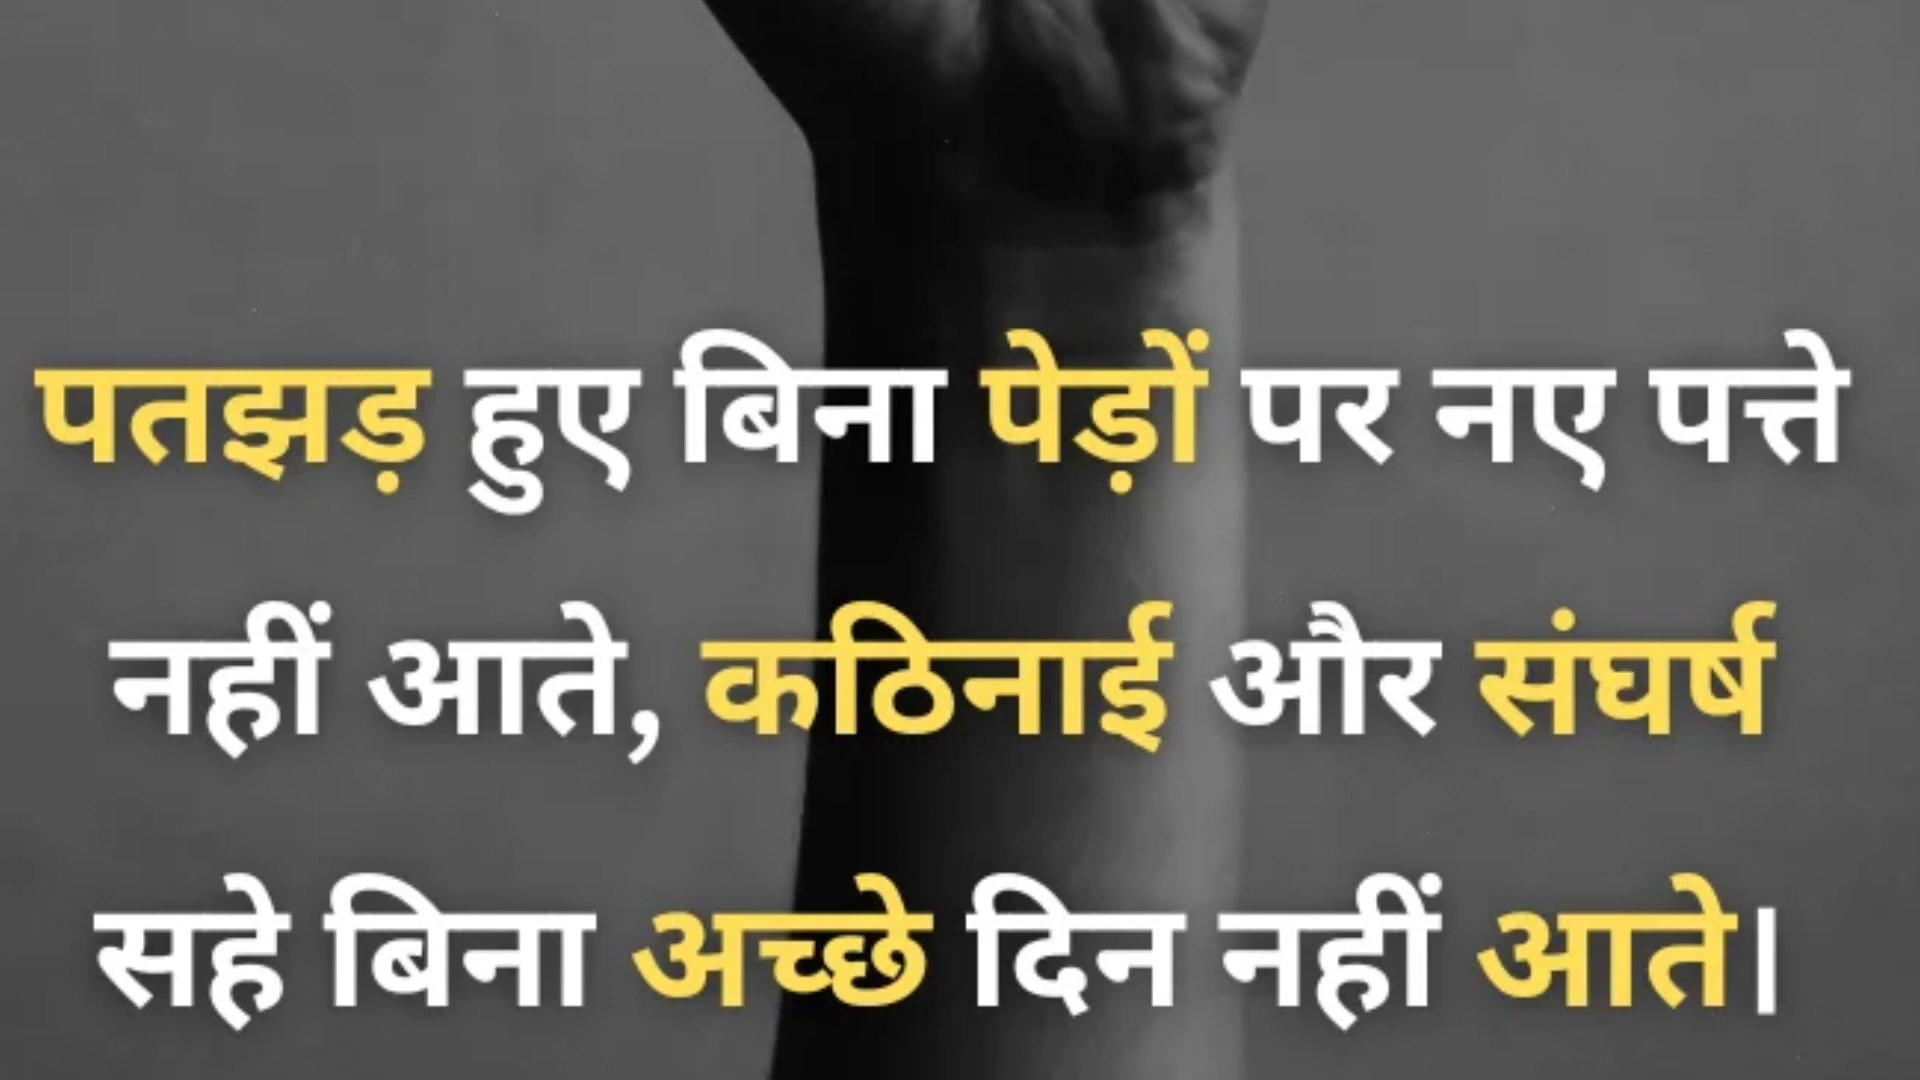 पतझड़ हुए बिना पेड़ों पर नए पत्ते
नहीं आते, कठिनाई और संघर्ष
सहे बिना अच्छे दिन नहीं आते।